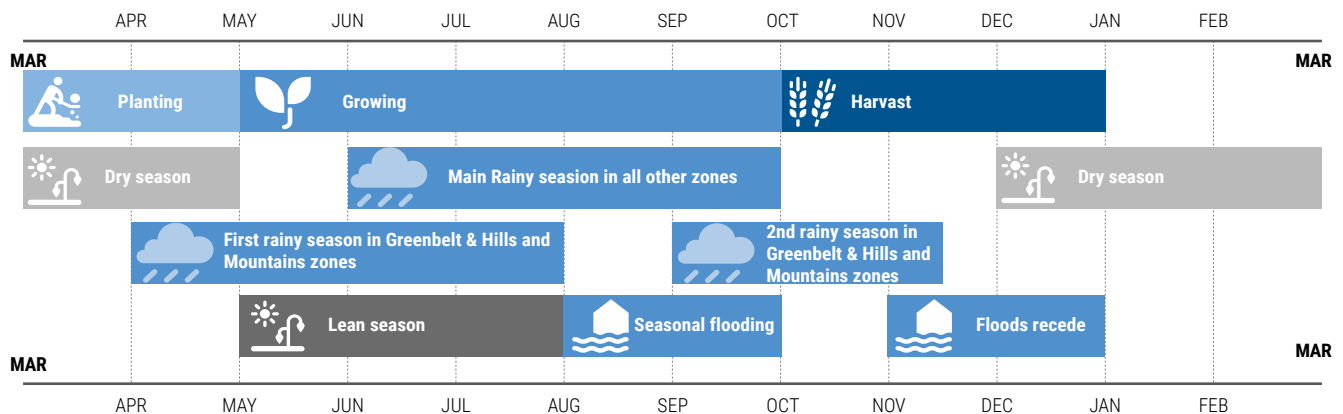 APR MAY JUN JUL AUG SEP OCT NOV DEC JAN FEB
MAR MAR
Planting Growing Harvest
Dry season Main Rainy seasion in all other zones Dry season
First rainy season in Greenbelt & Hills and
Mountains zones
2nd rainy season in
Greenbelt & Hills and
Mountains zones
Lean season Seasonal flooding Floods recede
MAR MAR
APR MAY JUN JUL AUG SEP OCT NOV DEC JAN FEB